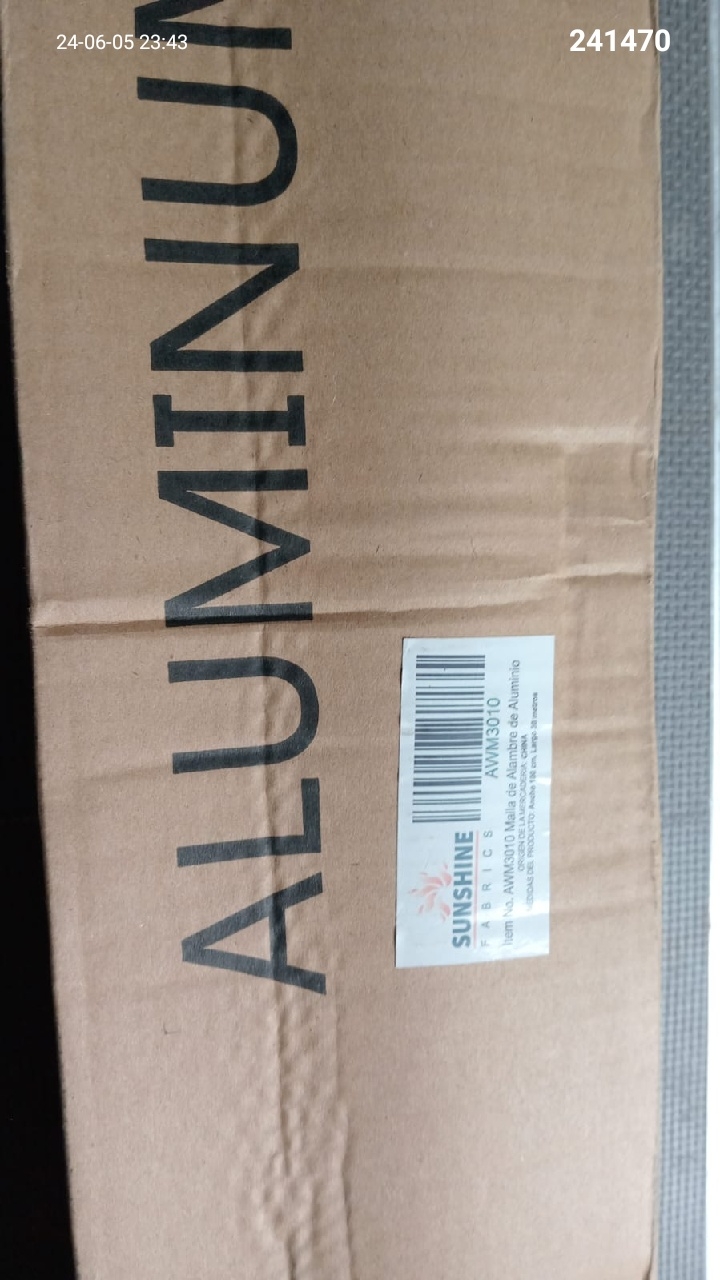 24-06-05 23:43
241470
ALUMINUM
SUNSHINE
FABRICS
AWM3010
Item No. AWM3010 Malla de Alambre de Aluminio
ORIGEN DE LA MERCADERIA: CHINA
MEDIDAS DEL PRODUCTO: Ancho 100 cm, Largo 30 metros